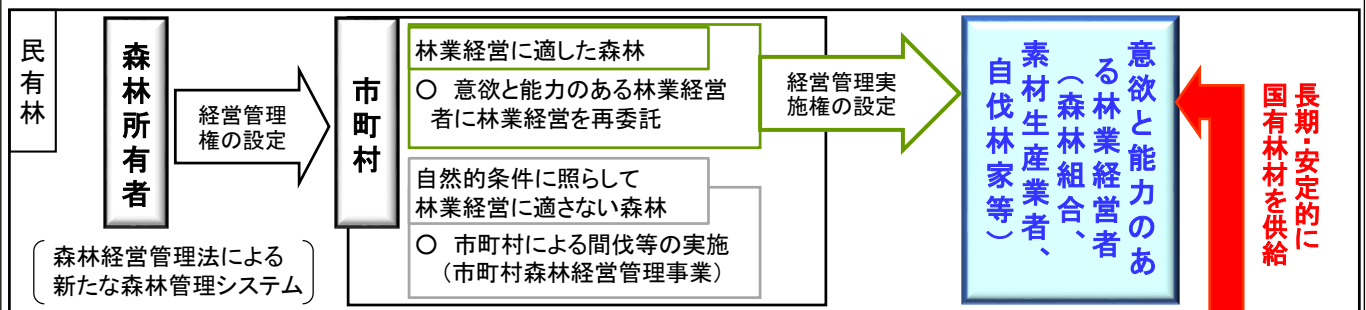 民有林
森林所有者
経営管理
権の設定
市町村
林業経営に適した森林
○ 意欲と能力のある林業経営
者に林業経営を再委託
自然的条件に照らして
林業経営に適さない森林
○ 市町村による間伐等の実施
（市町村森林経営管理事業）
経営管理実
施権の設定
意欲と能力のあ
る林業経営者
（森林組合、
素材生産業者、
自伐林家等）
長期・安定的に
国有林材を供給
森林経営管理法による
新たな森林管理システム